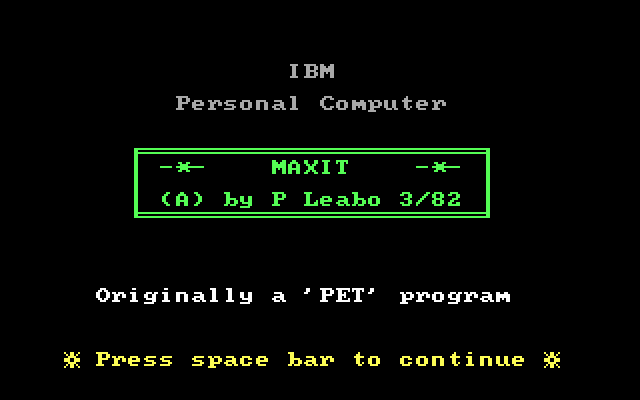 IBM
Personal Computer
-*- MAXIT -*-
(A) by P Leabo 3/82
Originally a 'PET' program
☼ Press space bar to continue ☼